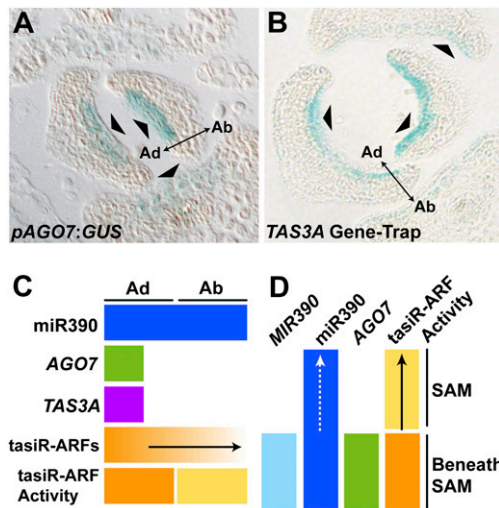 A
Ad
Ab
pAGO7:GUS
B
Ad
Ab
TAS3A Gene-Trap
C
Ad
Ab
miR390
AGO7
TAS3A
tasiR-ARFs
tasiR-ARF
Activity
D
MIR390
miR390
AGO7
tasiR-ARF
Activity
SAM
Beneath
SAM